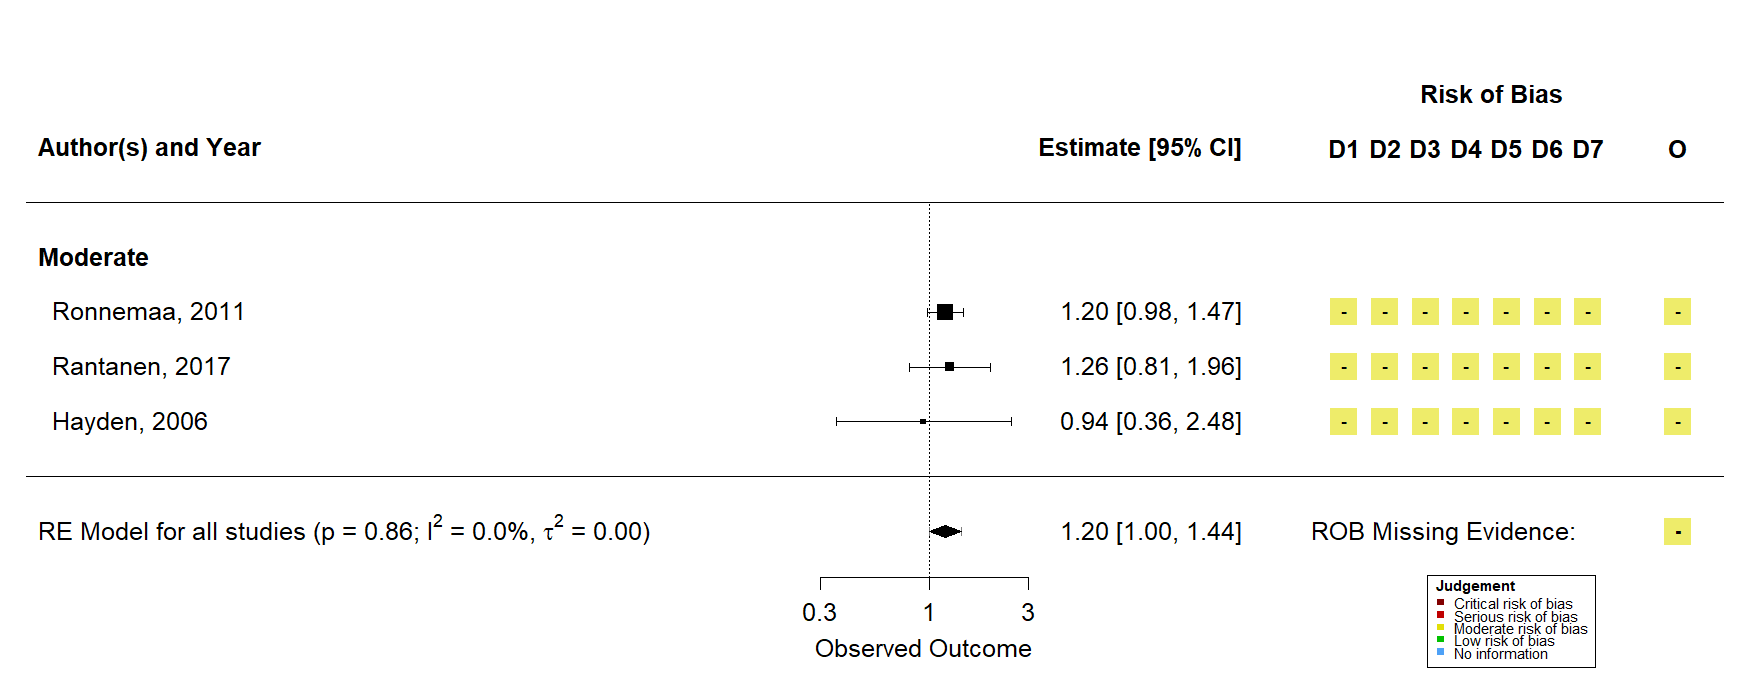 Risk of Bias
Author(s) and Year Estimate [95% CI] D1 D2 D3 D4 D5 D6 D7 O
Moderate
Ronnemaa, 2011 1.20 [0.98, 1.47] - - - - - - - -
Rantanen, 2017 1.26 [0.81, 1.96] - - - - - - - -
Hayden, 2006 0.94 [0.36, 2.48] - - - - - - - -
RE Model for all studies (p = 0.86; I² = 0.0%, τ² = 0.00) 1.20 [1.00, 1.44] ROB Missing Evidence: -
0.3 1 3
Observed Outcome
Judgement
Critical risk of bias
Serious risk of bias
Moderate risk of bias
Low risk of bias
No information